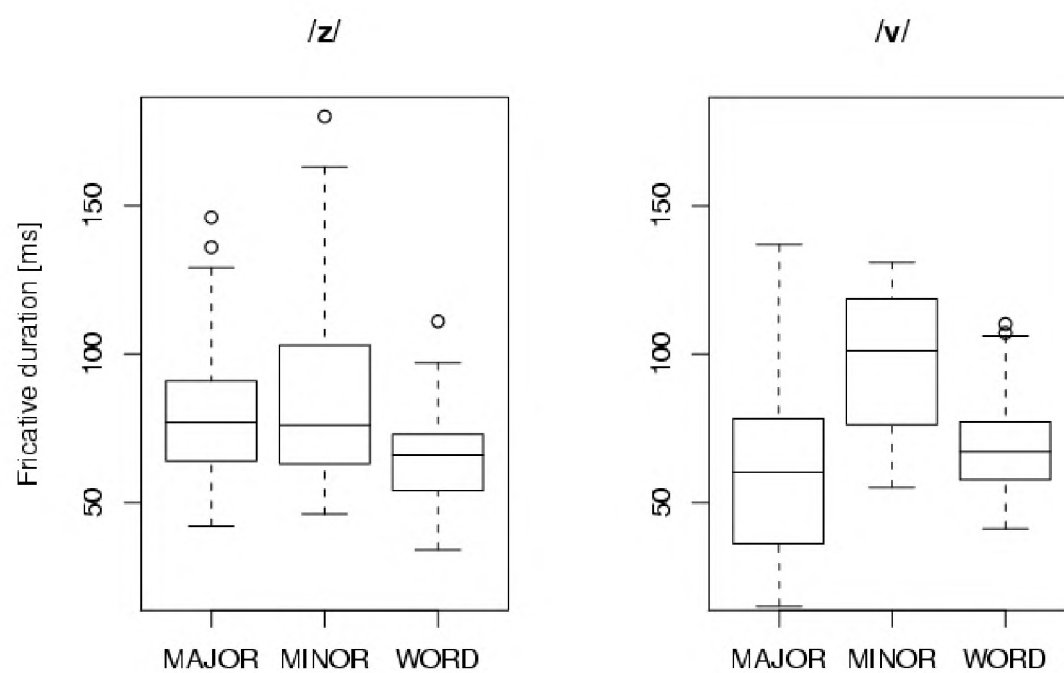 /z/
/v/
Fricative duration [ms]
150
100
50
MAJOR MINOR WORD
150
100
50
MAJOR MINOR WORD